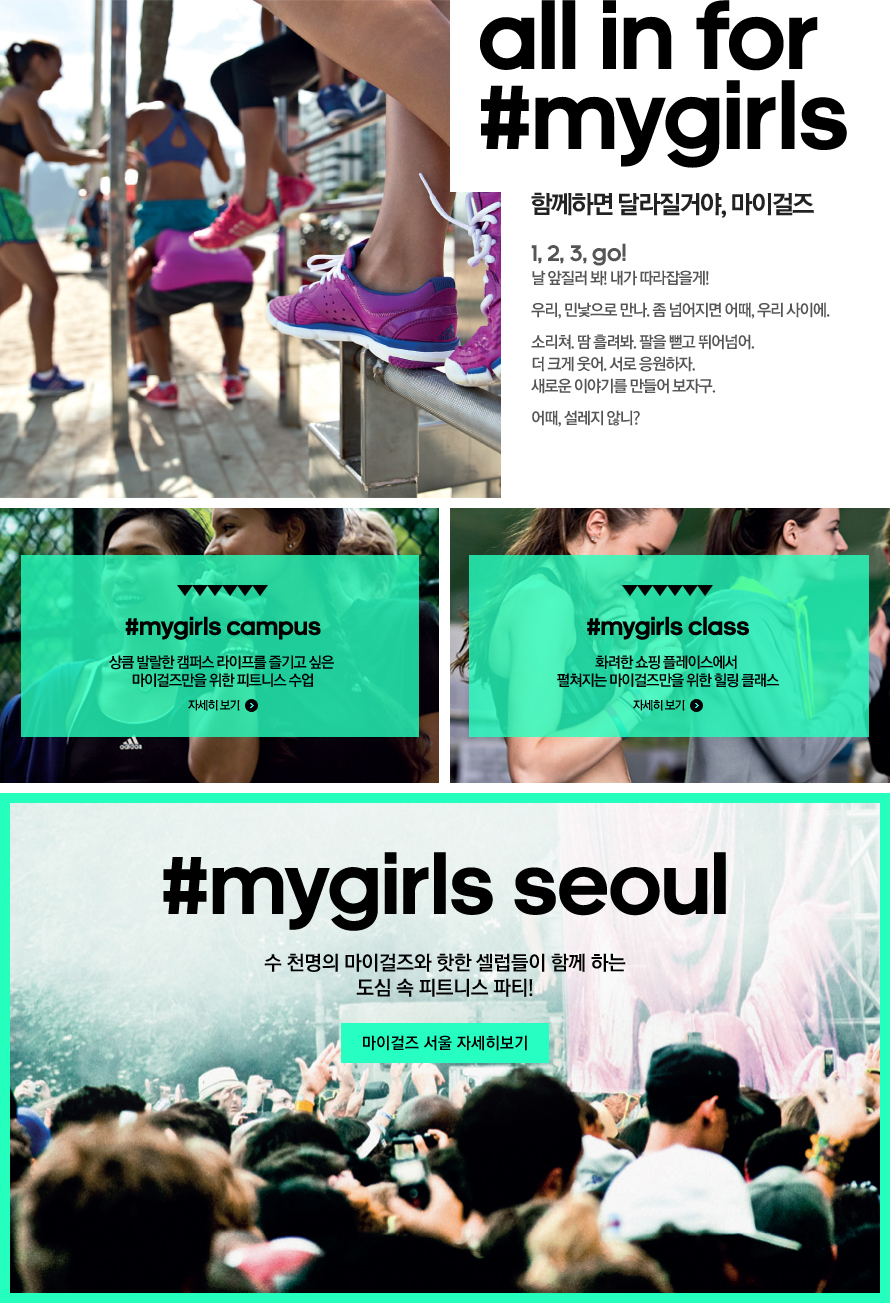 all in for
#mygirls
함께하면 달라질거야, 마이걸즈
1, 2, 3, go!
날 앞질러 봐! 내가 따라잡을게!
우리, 민낯으로 만나. 좀 넘어지면 어때, 우리 사이에.
소리쳐. 땀 흘려봐. 팔을 뻗고 뛰어넘어.
더 크게 웃어. 서로 응원하자.
새로운 이야기를 만들어 보자구.
어때, 설레지 않니?
#mygirls campus
상큼 발랄한 캠퍼스 라이프를 즐기고 싶은
마이걸즈만을 위한 피트니스 수업
자세히 보기
adidas
#mygirls class
화려한 쇼핑 플레이스에서
펼쳐지는 마이걸즈만을 위한 힐링 클래스
자세히 보기
#mygirls seoul
수 천명의 마이걸즈와 핫한 셀럽들이 함께 하는
도심 속 피트니스 파티!
마이걸즈 서울 자세히보기